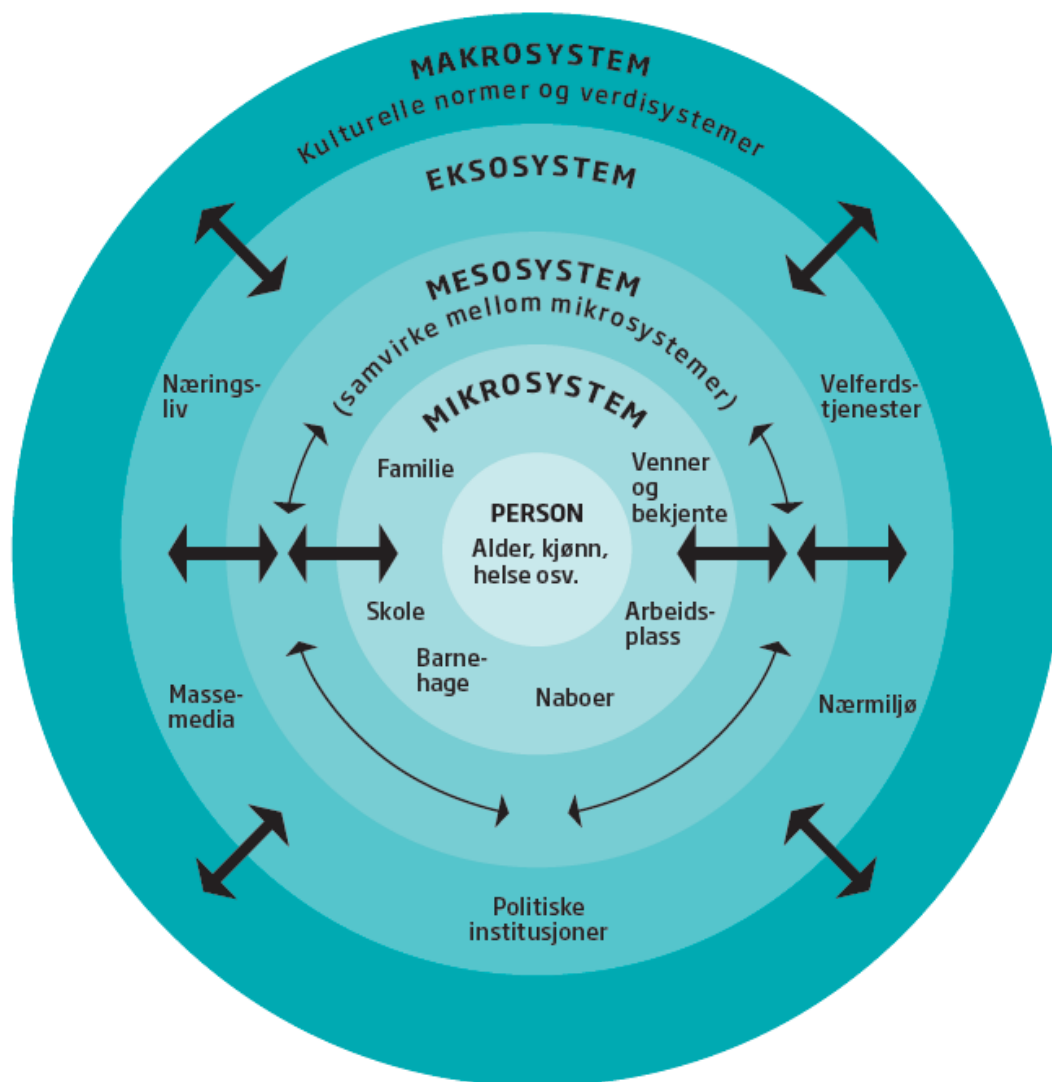 MAKROSYSTEM
Kulturelle normer og verdisystemer
EKSOSYSTEM
MESOSYSTEM
(samvirke mellom mikrosystemer)
MIKROSYSTEM
Nærings-
liv
Velferds-
tjenester
Familie
Venner
og
bekjente
PERSON
Alder, kjønn,
helse osv.
Skole
Arbeids-
plass
Barne-
hage
Naboer
Masse-
media
Nærmiljø
Politiske
institusjoner